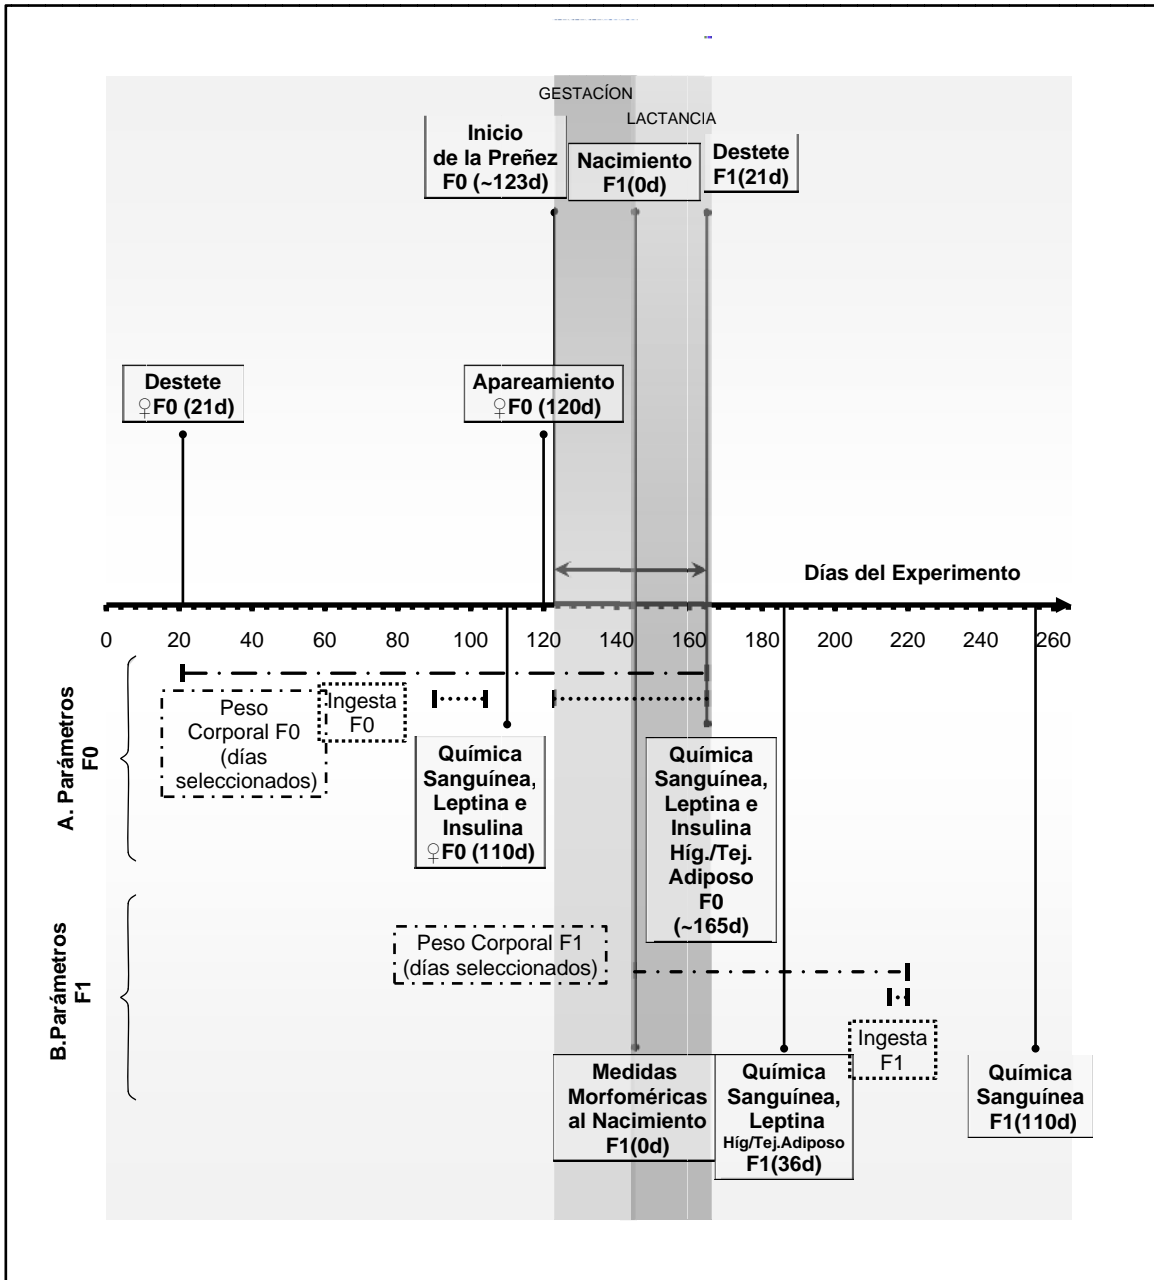 GESTACÍON
LACTANCIA
Inicio
de la Preñez
F0 (~123d)
Nacimiento
F1(0d)
Destete
F1(21d)
Destete
♀F0 (21d)
Apareamiento
♀F0 (120d)
Días del Experimento
0 20 40 60 80 100 120 140 160 180 200 220 240 260
A. Parámetros
F0
Peso
Corporal F0
(días
seleccionados)
Ingesta
F0
Química
Sanguínea,
Leptina e
Insulina
♀F0 (110d)
Química
Sanguínea,
Leptina e
Insulina
Híg./Tej.
Adiposo
F0
(~165d)
B.Parámetros
F1
Peso Corporal F1
(días seleccionados)
Ingesta
F1
Medidas
Morfoméricas
al Nacimiento
F1(0d)
Química
Sanguínea,
Leptina
Híg/Tej.Adiposo
F1(36d)
Química
Sanguínea
F1(110d)